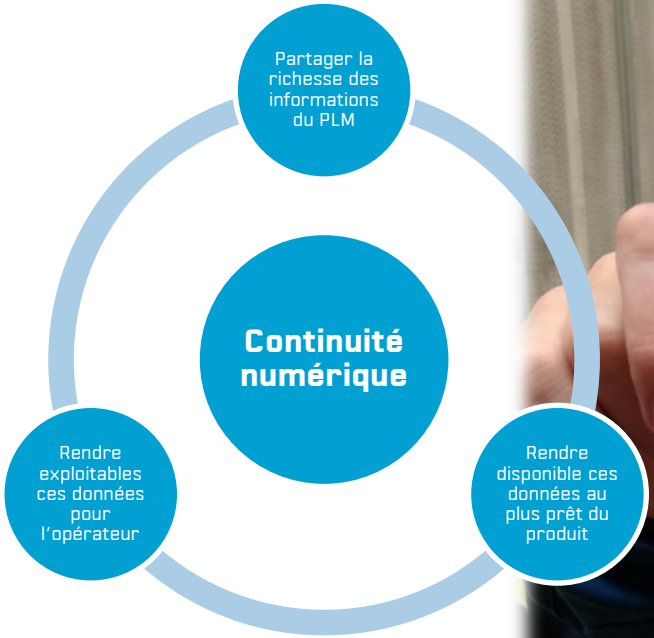 Partager la
richesse des
informations
du PLM
Continuité
numérique
Rendre
exploitables
ces données
pour
l'opérateur
Rendre
disponible ces
données au
plus prêt du
produit